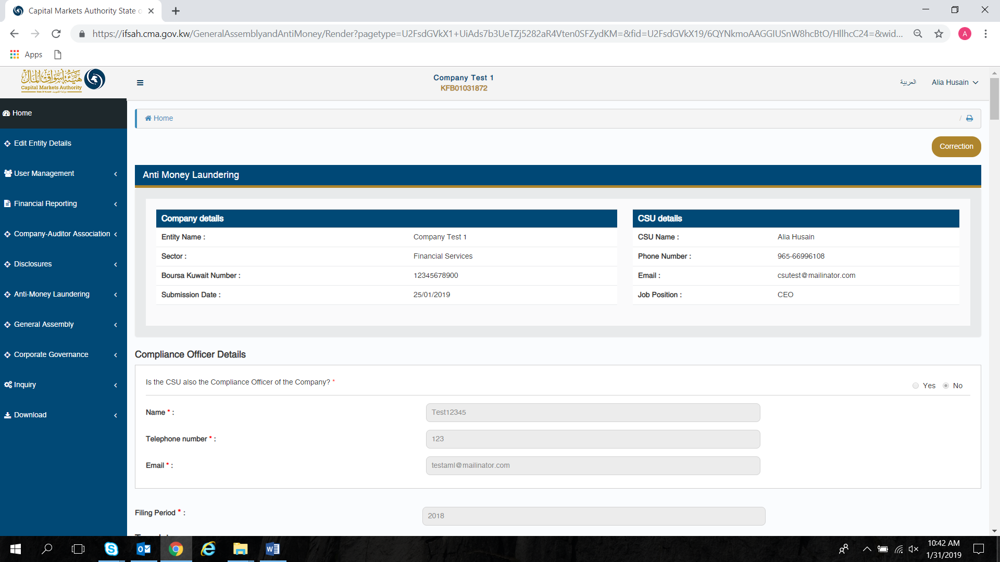 Capital Markets Authority State o
https://ifsah.cma.gov.kw/GeneralAssemblyandAntiMoney/Render?pagetype=U2FsdGVkX1+UiAds7b3UeTZj5282aR4Vten0SFZydKM=&fid=U2FsdGVkX19/6QYNkmoAAGGIUSnW8hcBtO/HllhcC24=&wid...
A
Apps
هيئة أسواق المال
Capital Markets Authority
Company Test 1
KFB01031872
العربية
Alia Husain
Home
Edit Entity Details
User Management
Financial Reporting
Company-Auditor Association
Disclosures
Anti-Money Laundering
General Assembly
Corporate Governance
Inquiry
Download
Home /
Correction
Anti Money Laundering
Company details
Entity Name : Company Test 1
Sector : Financial Services
Boursa Kuwait Number : 12345678900
Submission Date : 25/01/2019
CSU details
CSU Name : Alia Husain
Phone Number : 965-66996108
Email : csutest@mailinator.com
Job Position : CEO
Compliance Officer Details
Is the CSU also the Compliance Officer of the Company? * Yes No
Name * : Test12345
Telephone number * : 123
Email * : testaml@mailinator.com
Filing Period * : 2018
10:42 AM
1/31/2019